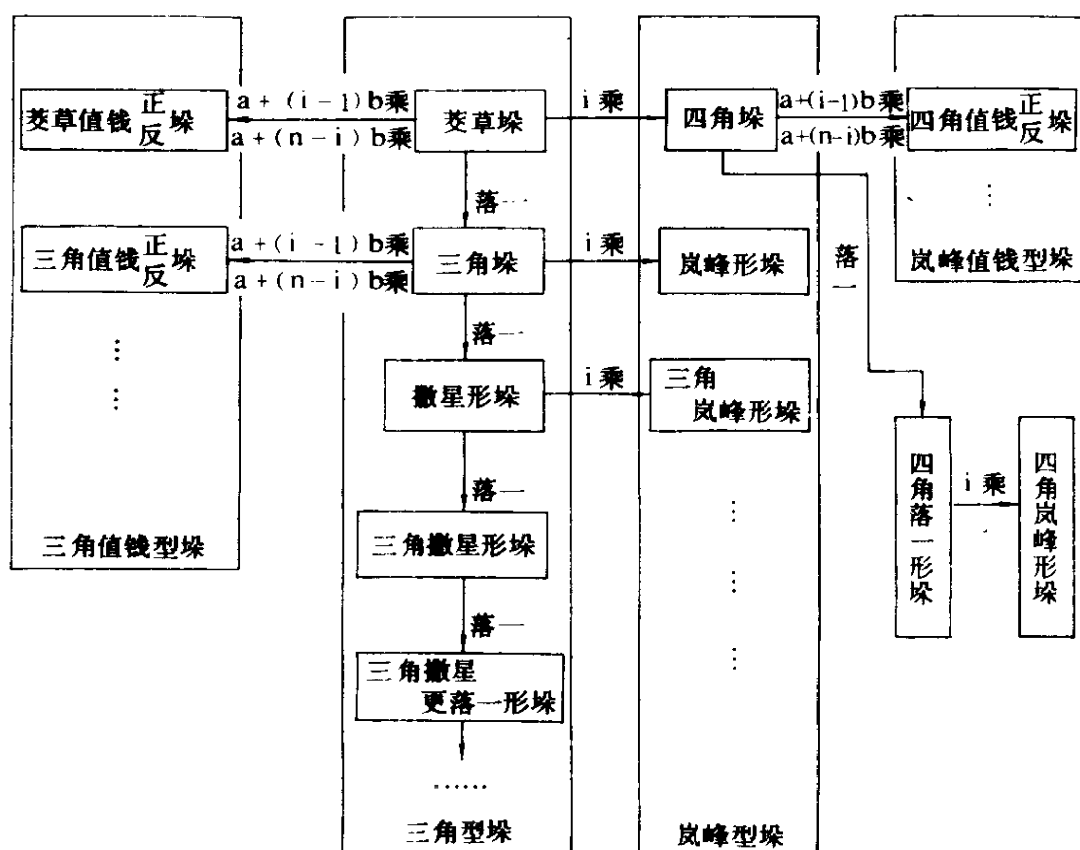 茭草值钱正反垛
a + (i - 1) b乘
a + (n - i) b乘
茭草垛
i 乘
四角垛
a+(i-1)b乘
a+(n-i)b乘
四角值钱正反垛
⋮
岚峰值钱型垛
落一
三角值钱正反垛
a + (i - 1) b乘
a + (n - i) b乘
三角垛
i 乘
岚峰形垛
落一
⋮
⋮
三角值钱型垛
落一
撒星形垛
i 乘
三角
岚峰形垛
落一
三角撒星形垛
落一
三角撒星
更落一形垛
……
三角型垛
⋮
⋮
⋮
岚峰型垛
四角落一形垛
i 乘
四角岚峰形垛